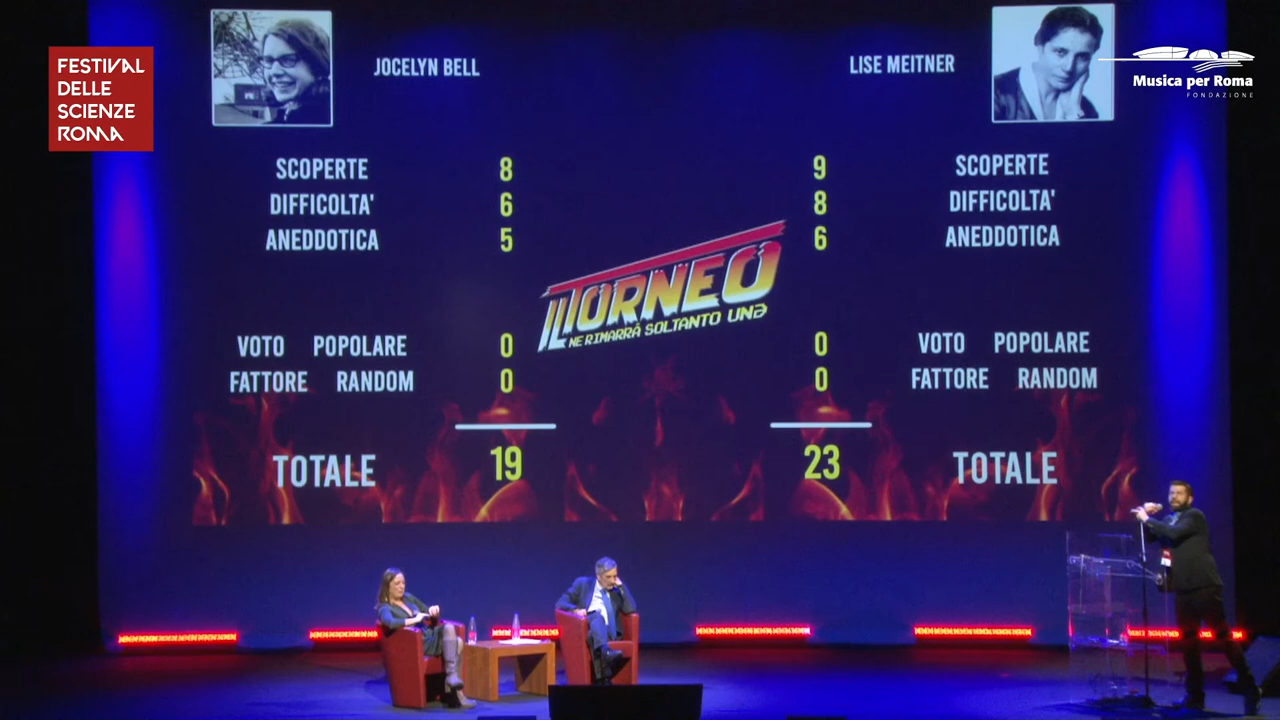 FESTIVAL
DELLE
SCIENZE
ROMA
JOCELYN BELL
LISE MEITNER
Musica per Roma
FONDAZIONE
SCOPERTE 8
DIFFICOLTA' 6
ANEDDOTICA 5
VOTO POPOLARE 0
FATTORE RANDOM 0
TOTALE 19
IL TORNEO
NE RIMARRÀ SOLTANTO UNƏ
9 SCOPERTE
8 DIFFICOLTA'
6 ANEDDOTICA
0 VOTO POPOLARE
0 FATTORE RANDOM
23 TOTALE